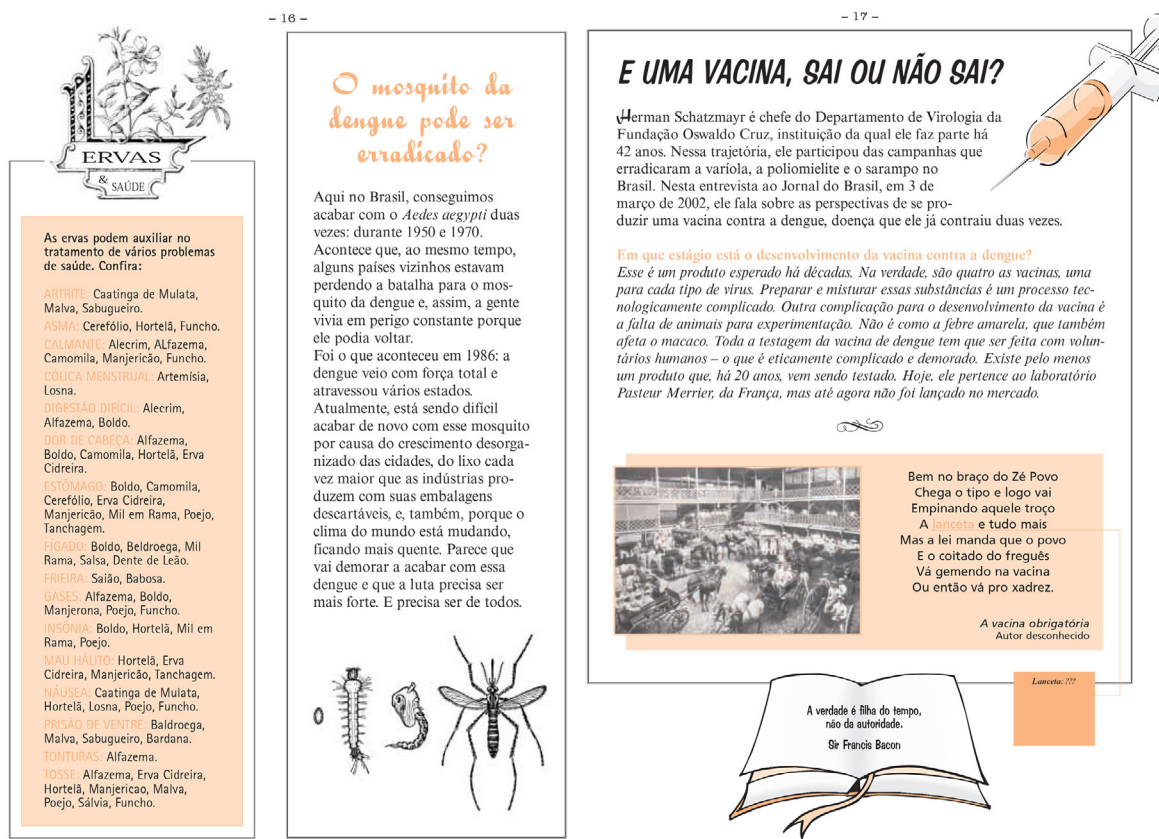 – 16 –
ERVAS
& SAÚDE
As ervas podem auxiliar no
tratamento de vários problemas
de saúde. Confira:
ARTRITE: Caatinga de Mulata,
Malva, Sabugueiro.
ASMA: Cerefólio, Hortelã, Funcho.
CALMANTE: Alecrim, ALfazema,
Camomila, Manjericão, Funcho.
CÓLICA MENSTRUAL: Artemísia,
Losna.
DIGESTÃO DIFÍCIL: Alecrim,
Alfazema, Boldo.
DOR DE CABEÇA: Alfazema,
Boldo, Camomila, Hortelã, Erva
Cidreira.
ESTÔMAGO: Boldo, Camomila,
Cerefólio, Erva Cidreira,
Manjericão, Mil em Rama, Poejo,
Tanchagem.
FÍGADO: Boldo, Beldroega, Mil
Rama, Salsa, Dente de Leão.
FRIEIRA: Saião, Babosa.
GASES: Alfazema, Boldo,
Manjerona, Poejo, Funcho.
INSÔNIA: Boldo, Hortelã, Mil em
Rama, Poejo.
MAU HÁLITO: Hortelã, Erva
Cidreira, Manjericão, Tanchagem.
NÁUSEA: Caatinga de Mulata,
Hortelã, Losna, Poejo, Funcho.
PRISÃO DE VENTRE: Baldroega,
Malva, Sabugueiro, Bardana.
TONTURAS: Alfazema.
TOSSE: Alfazema, Erva Cidreira,
Hortelã, Manjericao, Malva,
Poejo, Sálvia, Funcho.
O mosquito da
dengue pode ser
erradicado?
Aqui no Brasil, conseguimos
acabar com o Aedes aegypti duas
vezes: durante 1950 e 1970.
Acontece que, ao mesmo tempo,
alguns países vizinhos estavam
perdendo a batalha para o mos-
quito da dengue e, assim, a gente
vivia em perigo constante porque
ele podia voltar.
Foi o que aconteceu em 1986: a
dengue veio com força total e
atravessou vários estados.
Atualmente, está sendo difícil
acabar de novo com esse mosquito
por causa do crescimento desorga-
nizado das cidades, do lixo cada
vez maior que as indústrias pro-
duzem com suas embalagens
descartáveis, e, também, porque o
clima do mundo está mudando,
ficando mais quente. Parece que
vai demorar a acabar com essa
dengue e que a luta precisa ser
mais forte. E precisa ser de todos.
– 17 –
E UMA VACINA, SAI OU NÃO SAI?
Herman Schatzmayr é chefe do Departamento de Virologia da
Fundação Oswaldo Cruz, instituição da qual ele faz parte há
42 anos. Nessa trajetória, ele participou das campanhas que
erradicaram a varíola, a poliomielite e o sarampo no
Brasil. Nesta entrevista ao Jornal do Brasil, em 3 de
março de 2002, ele fala sobre as perspectivas de se pro-
duzir uma vacina contra a dengue, doença que ele já contraiu duas vezes.
Em que estágio está o desenvolvimento da vacina contra a dengue?
Esse é um produto esperado há décadas. Na verdade, são quatro as vacinas, uma
para cada tipo de vírus. Preparar e misturar essas substâncias é um processo tec-
nologicamente complicado. Outra complicação para o desenvolvimento da vacina é
a falta de animais para experimentação. Não é como a febre amarela, que também
afeta o macaco. Toda a testagem da vacina de dengue tem que ser feita com volun-
tários humanos – o que é eticamente complicado e demorado. Existe pelo menos
um produto que, há 20 anos, vem sendo testado. Hoje, ele pertence ao laboratório
Pasteur Merrier, da França, mas até agora não foi lançado no mercado.
Bem no braço do Zé Povo
Chega o tipo e logo vai
Empinando aquele troço
A lanceta e tudo mais
Mas a lei manda que o povo
E o coitado do freguês
Vá gemendo na vacina
Ou então vá pro xadrez.
A vacina obrigatória
Autor desconhecido
Lanceta: ???
A verdade é filha do tempo,
não da autoridade.
Sir Francis Bacon